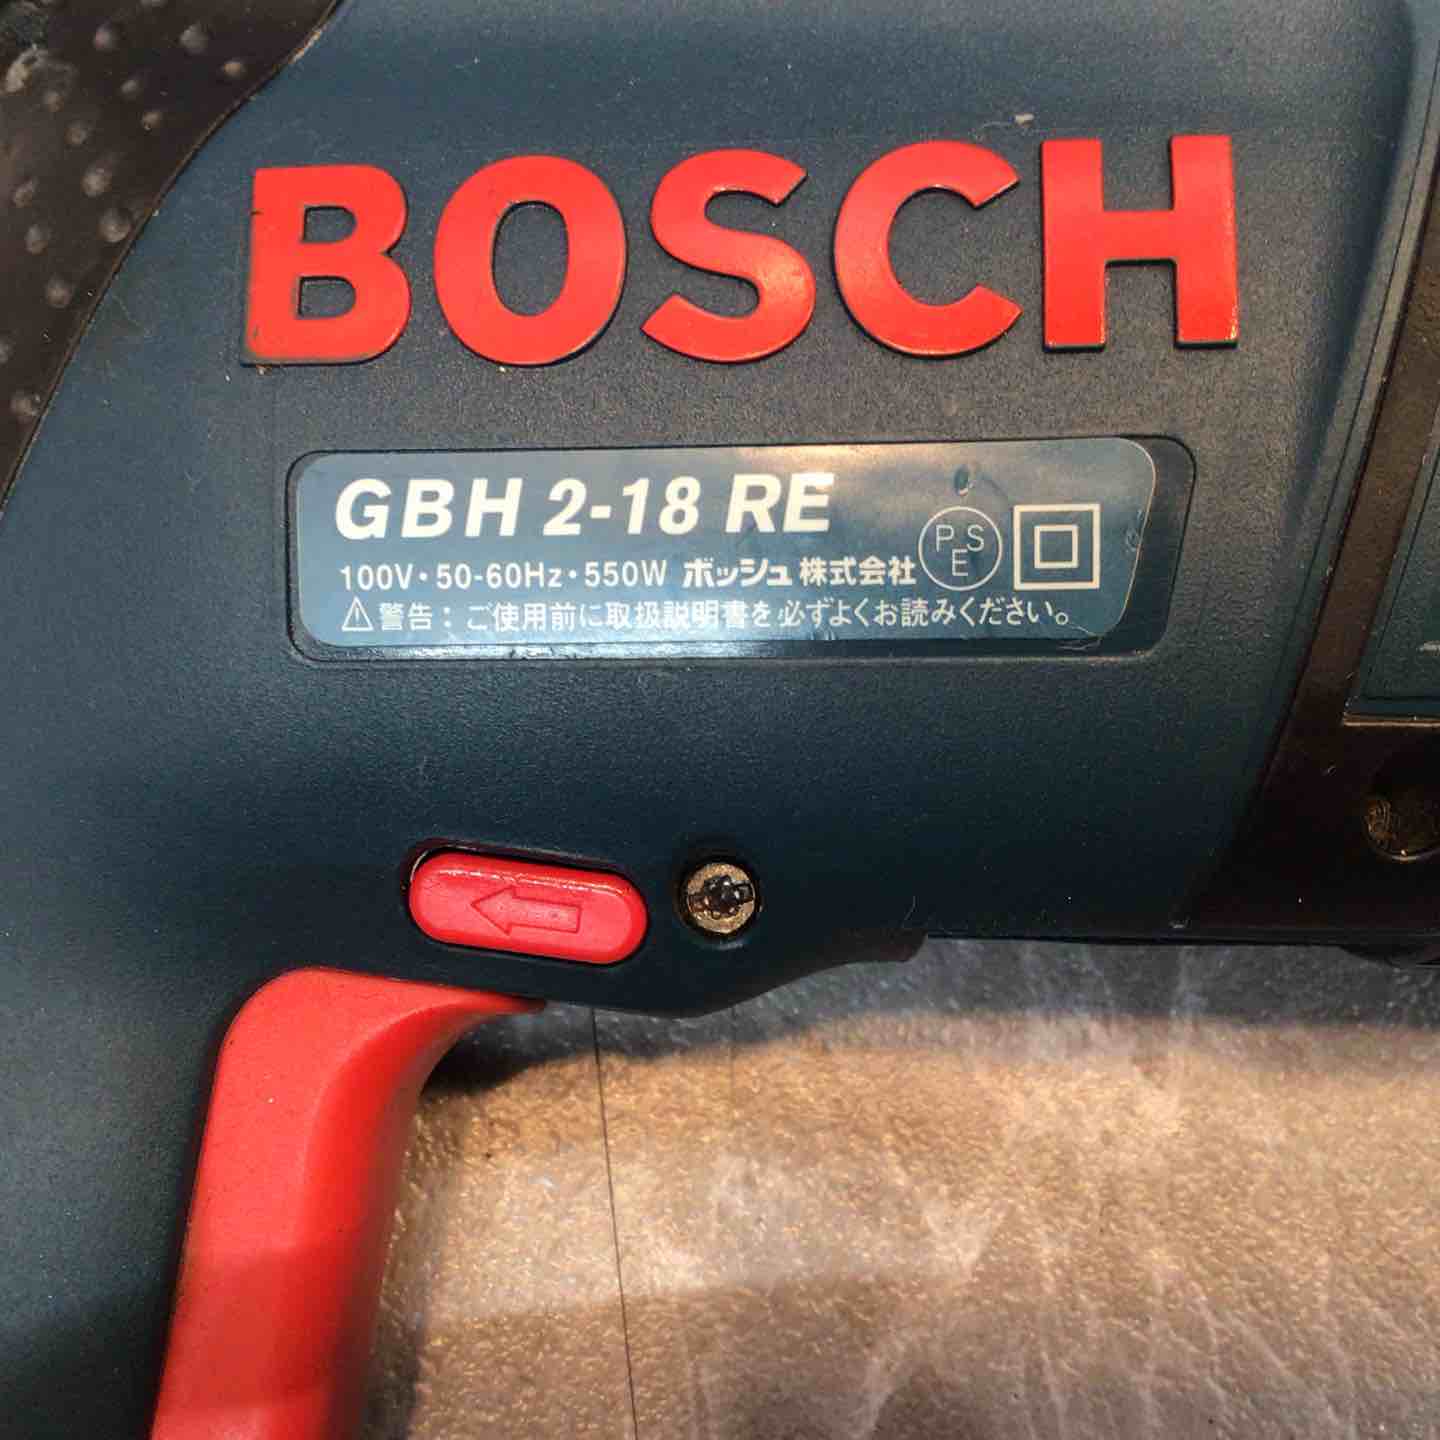 BOSCH
GBH 2-18 RE
100V・50-60Hz・550W ボッシュ 株式会社 PSE
⚠警告：ご使用前に取扱説明書を必ずよくお読みください。